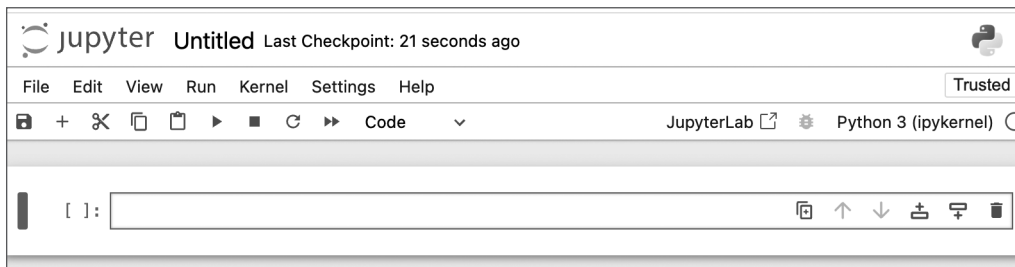 jupyter Untitled Last Checkpoint: 21 seconds ago
File Edit View Run Kernel Settings Help Trusted
Code JupyterLab Python 3 (ipykernel)
[ ]: